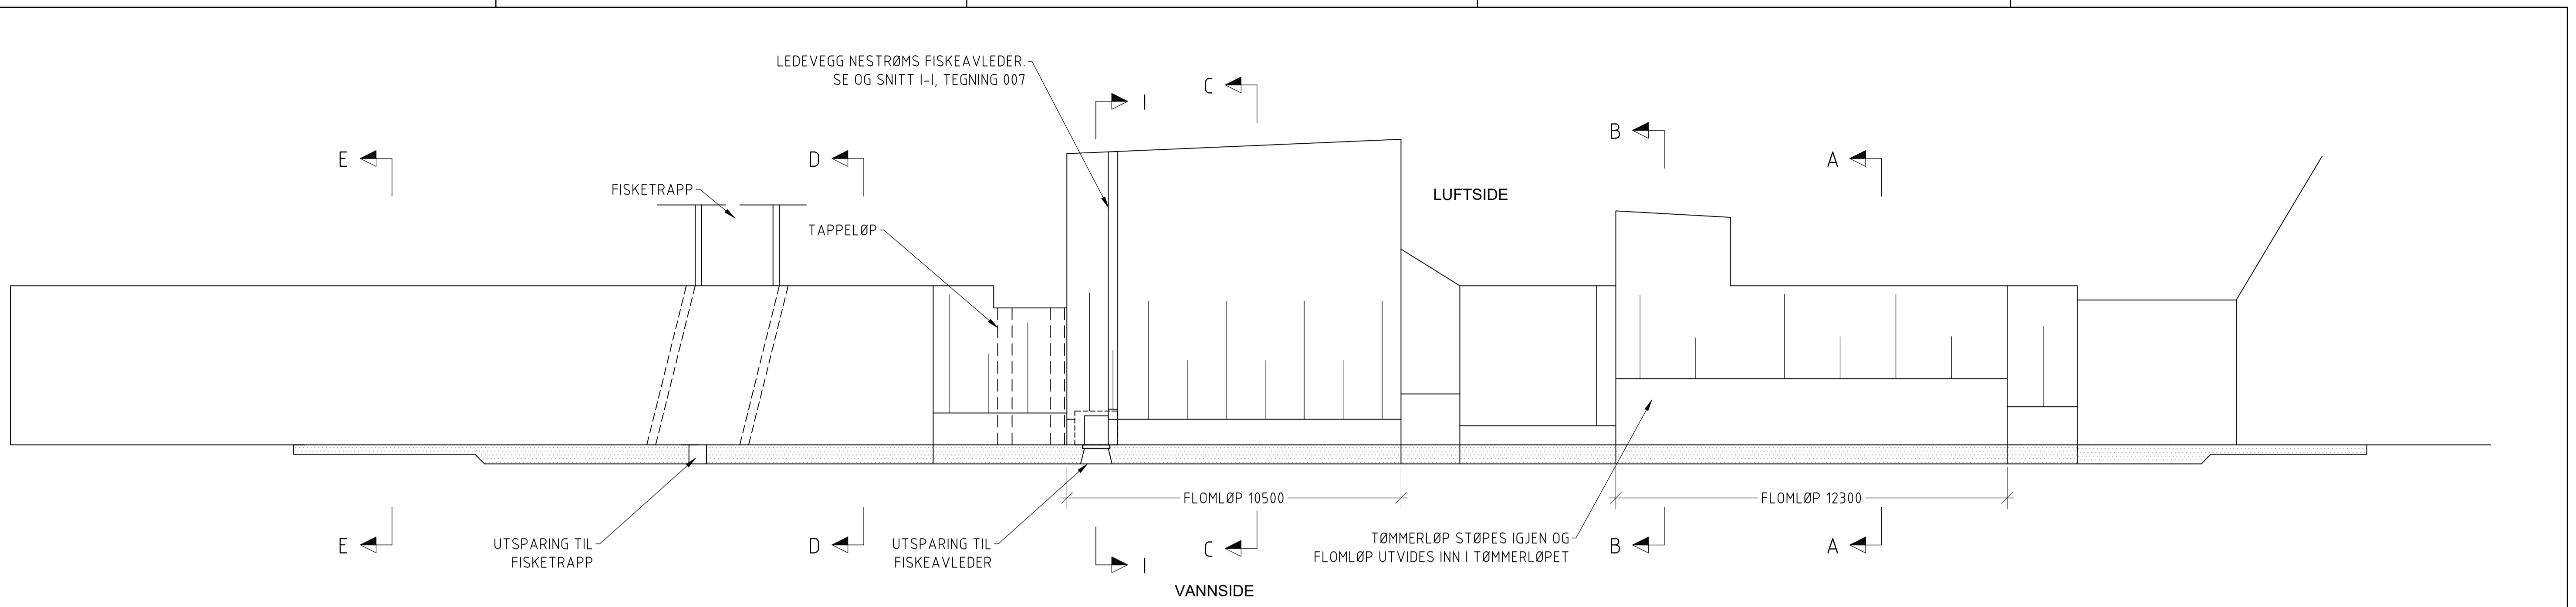 LEDEVEGG NESTRØMS FISKEAVLEDER.
SE OG SNITT I-I, TEGNING 007
I
C
B
A
E
D
FISKETRAPP
LUFTSIDE
TAPPELØP
FLOMLØP 10500
FLOMLØP 12300
E
UTSPARING TIL
FISKETRAPP
D
UTSPARING TIL
FISKEAVLEDER
I
C
TØMMERLØP STØPES IGJEN OG
FLOMLØP UTVIDES INN I TØMMERLØPET
B
A
VANNSIDE